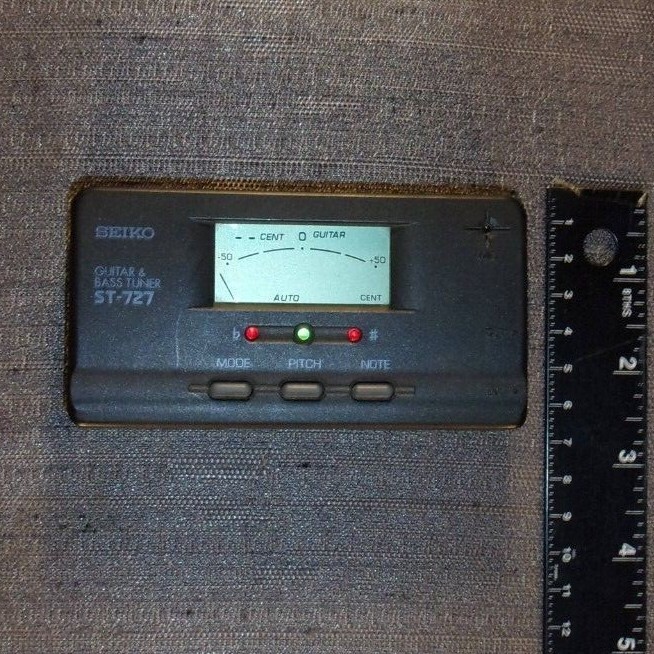 SEIKO
GUITAR &
BASS TUNER
ST-727
-- CENT 0 GUITAR
-50 +50
AUTO CENT
♭ #
MODE PITCH NOTE
1
2
3
4
5
6
7
8
9
10
11
12
1
2
3
4
5